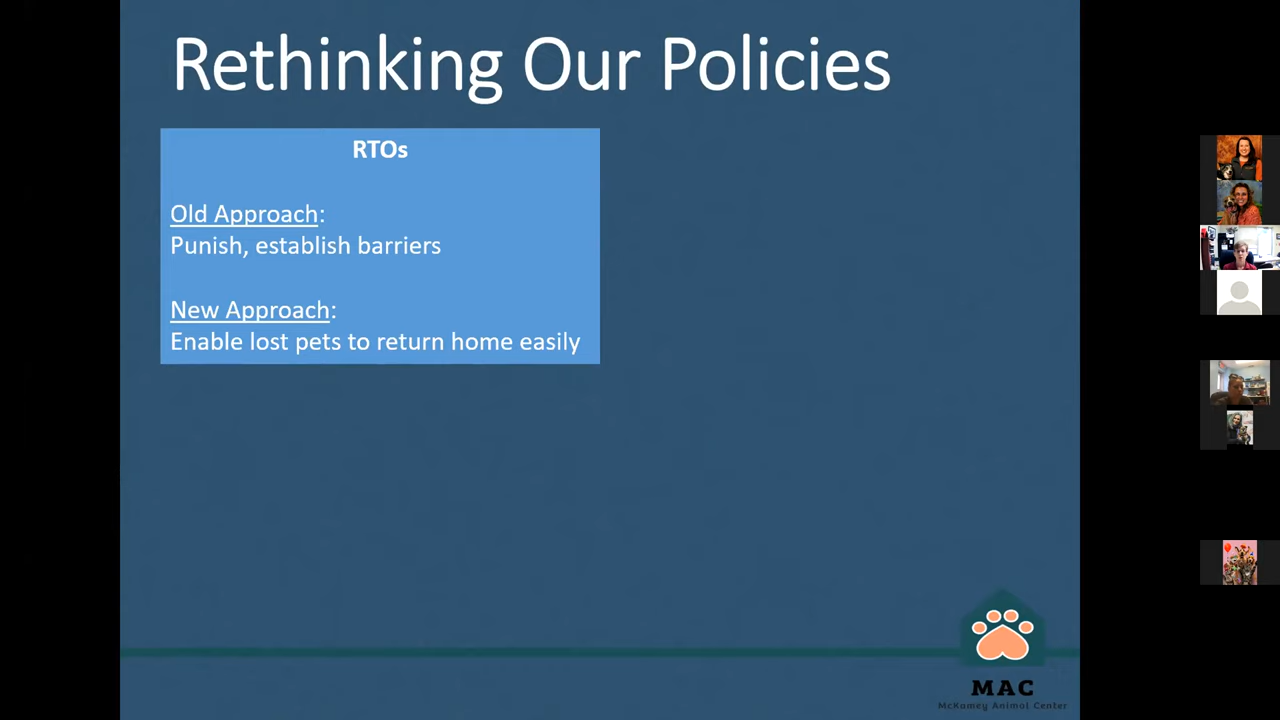 Rethinking Our Policies
RTOs
Old Approach:
Punish, establish barriers
New Approach:
Enable lost pets to return home easily
MAC
McKamey Animal Center